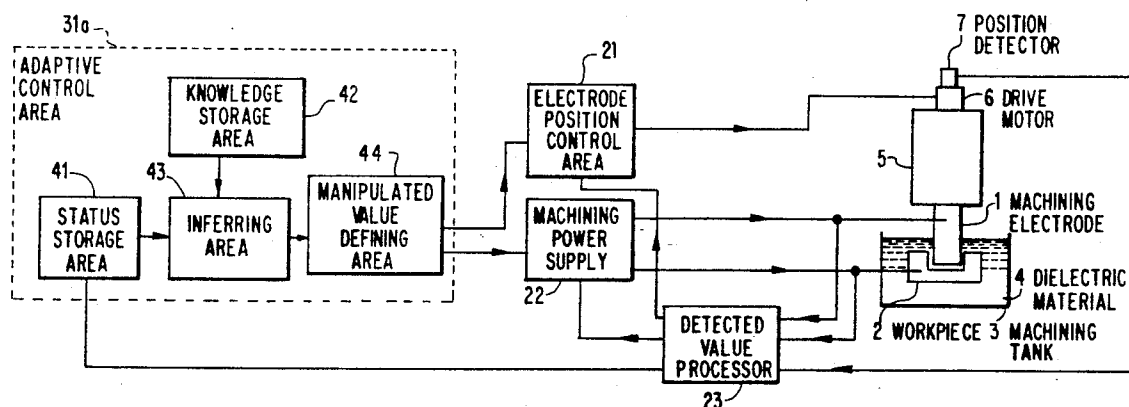 31a
ADAPTIVE
CONTROL
AREA
KNOWLEDGE
STORAGE
AREA
42
41
STATUS
STORAGE
AREA
43
INFERRING
AREA
44
MANIPULATED
VALUE
DEFINING
AREA
21
ELECTRODE
POSITION
CONTROL
AREA
MACHINING
POWER
SUPPLY
22
DETECTED
VALUE
PROCESSOR
23
7 POSITION
DETECTOR
6 DRIVE
MOTOR
5
1 MACHINING
ELECTRODE
4 DIELECTRIC
MATERIAL
2 WORKPIECE 3 MACHINING
TANK